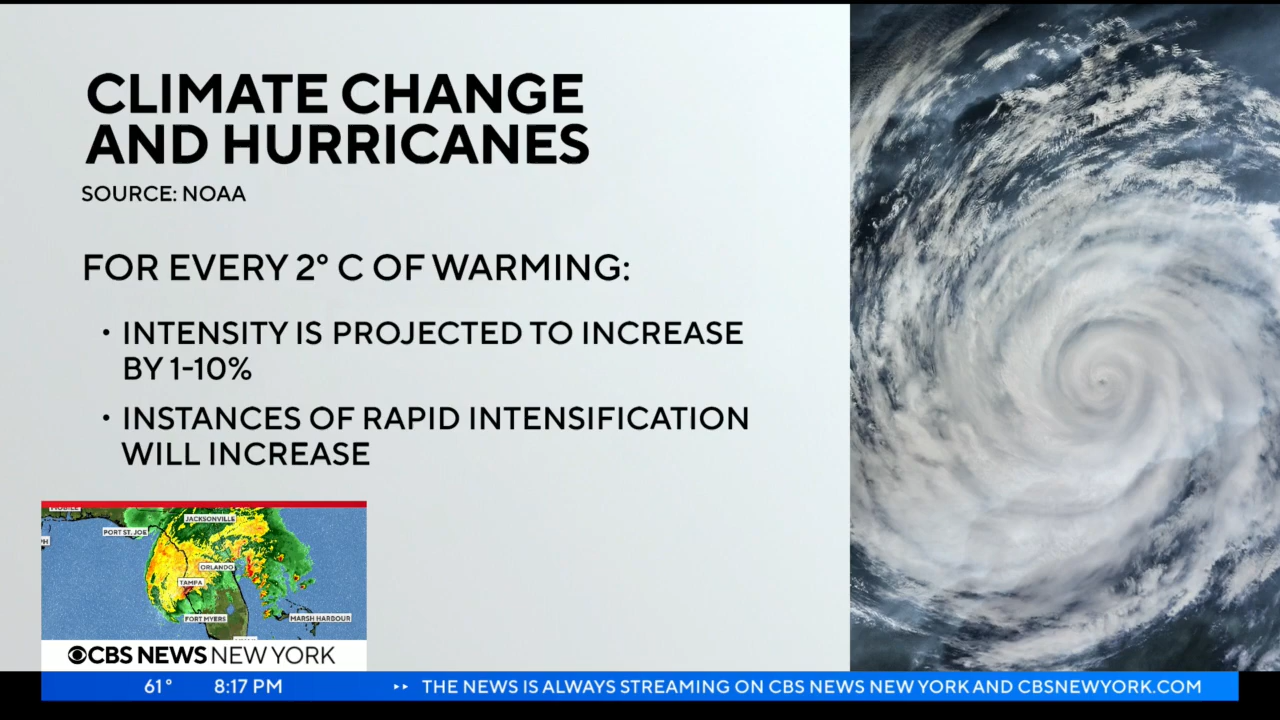 CLIMATE CHANGE
AND HURRICANES
SOURCE: NOAA
FOR EVERY 2° C OF WARMING:
• INTENSITY IS PROJECTED TO INCREASE
BY 1-10%
• INSTANCES OF RAPID INTENSIFICATION
WILL INCREASE
JACKSONVILLE
PORT ST. JOE
ORLANDO
TAMPA
FORT MYERS
MARSH HARBOUR
CBS NEWS NEW YORK
61° 8:17 PM THE NEWS IS ALWAYS STREAMING ON CBS NEWS NEW YORK AND CBSNEWYORK.COM